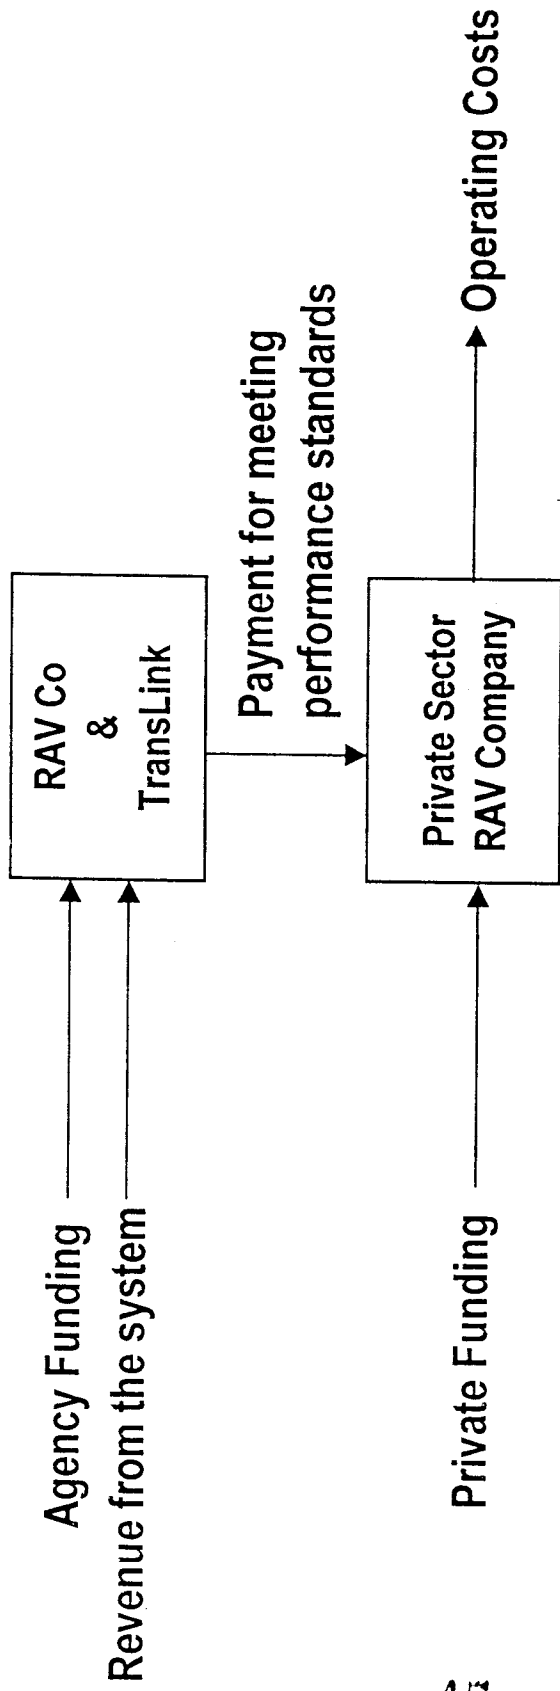 Agency Funding
Revenue from the system
RAV Co
&
TransLink
Payment for meeting
performance standards
Private Funding
Private Sector
RAV Company
Operating Costs